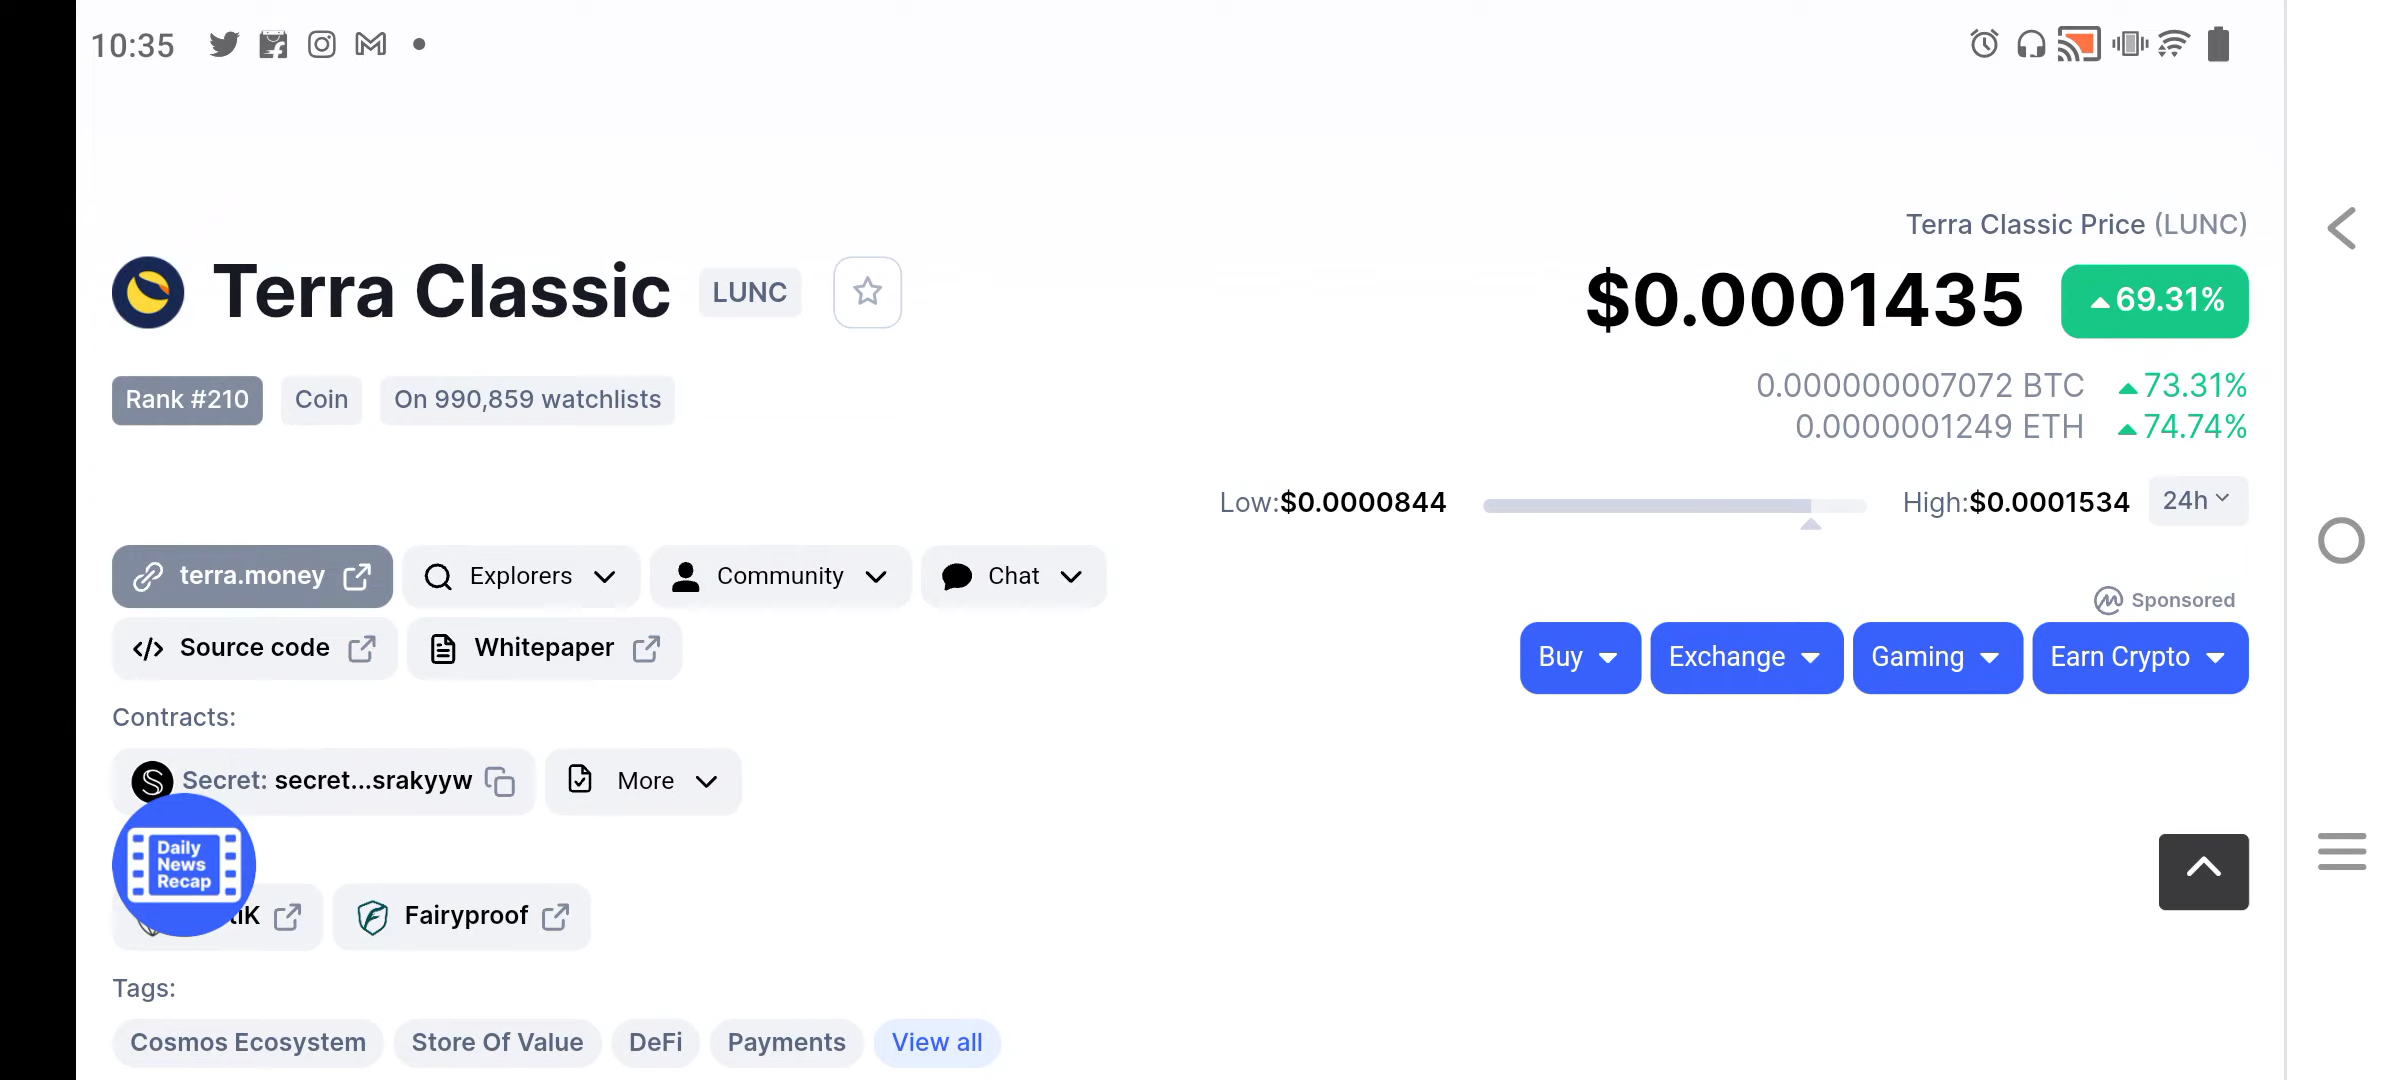 10:35
Terra Classic LUNC
Rank #210 Coin On 990,859 watchlists
Terra Classic Price (LUNC)
$0.0001435 69.31%
0.000000007072 BTC 73.31%
0.0000001249 ETH 74.74%
Low:$0.0000844 High:$0.0001534 24h
terra.money Explorers Community Chat
Source code Whitepaper
Sponsored
Buy Exchange Gaming Earn Crypto
Contracts:
Secret: secret...srakyyw More
Daily
News
Recap
Fairyproof
Tags:
Cosmos Ecosystem Store Of Value DeFi Payments View all